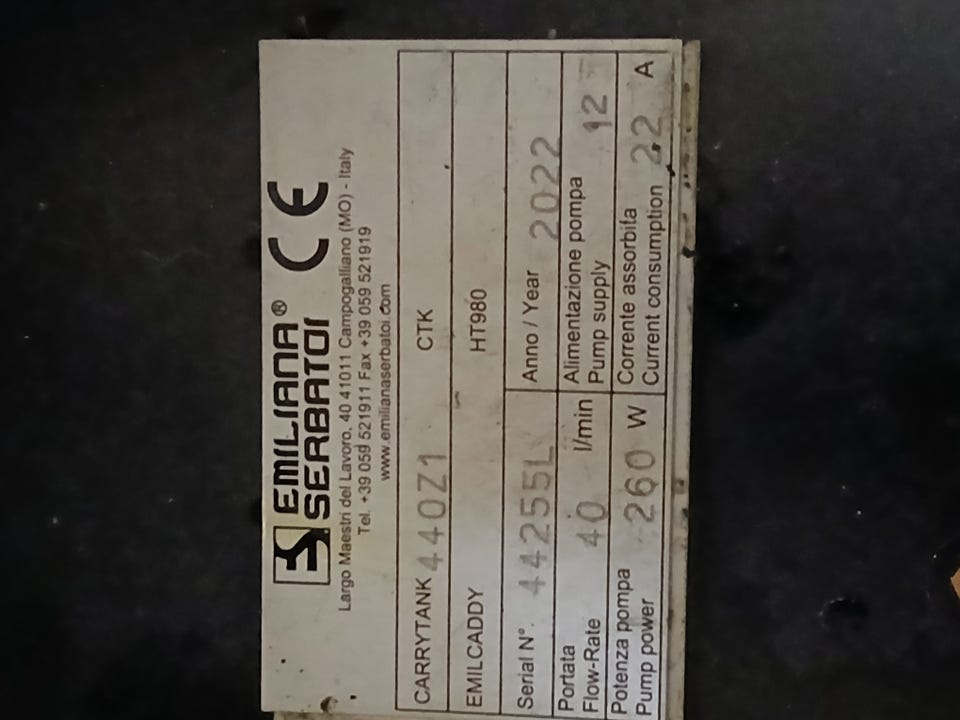 EMILIANA®
SERBATOI
CE
Largo Maestri del Lavoro, 40 41011 Campogalliano (MO) - Italy
Tel. +39 059 521911 Fax +39 059 521919
www.emilianaserbatoi.com
CARRYTANK 440Z1 CTK
EMILCADDY HT980
Serial N°. 44255L
Anno / Year 2022
Portata
Flow-Rate 40 l/min
Alimentazione pompa
Pump supply 12
Potenza pompa
Pump power 260 W
Corrente assorbita
Current consumption 22 A